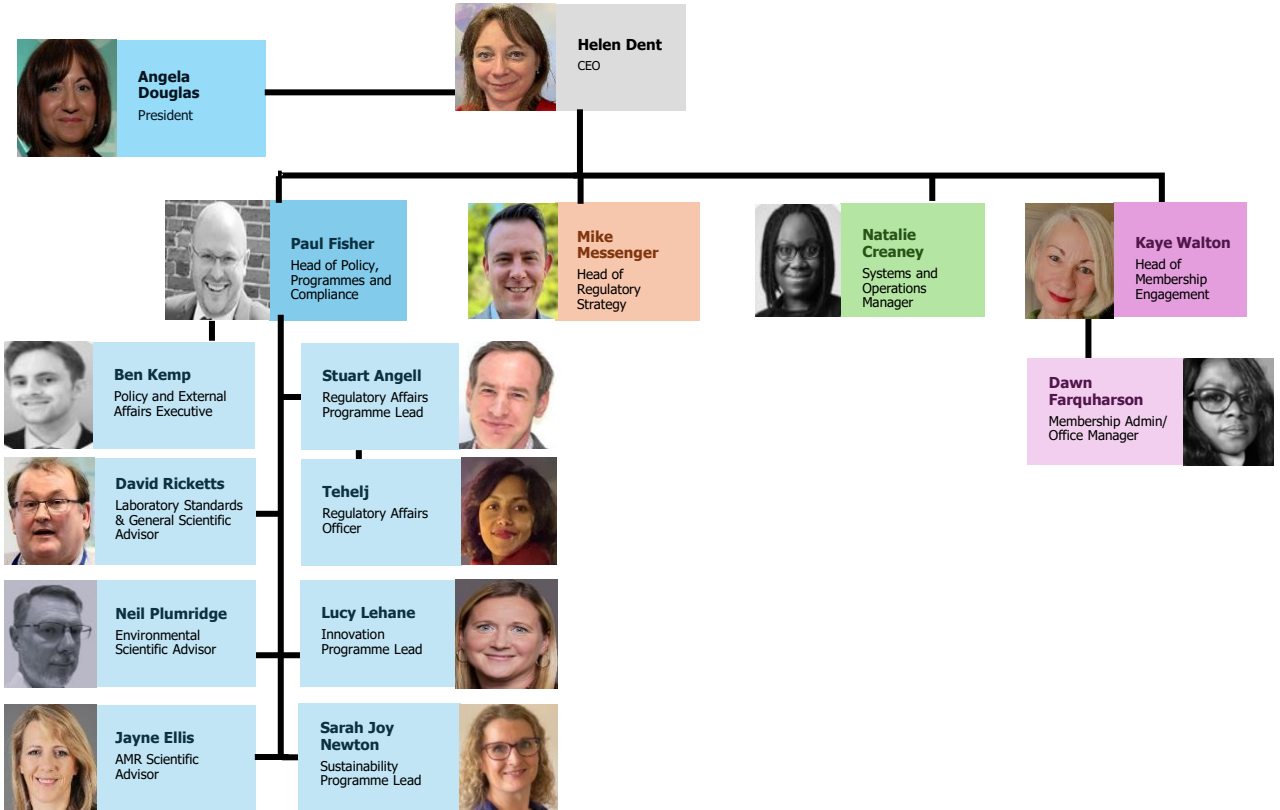 Helen Dent
CEO
Angela
Douglas
President
Paul Fisher
Head of Policy,
Programmes and
Compliance
Mike
Messenger
Head of
Regulatory
Strategy
Natalie
Creaney
Systems and
Operations
Manager
Kaye Walton
Head of
Membership
Engagement
Ben Kemp
Policy and External
Affairs Executive
Stuart Angell
Regulatory Affairs
Programme Lead
Dawn
Farquharson
Membership Admin/
Office Manager
David Ricketts
Laboratory Standards
& General Scientific
Advisor
Tehelj
Regulatory Affairs
Officer
Neil Plumridge
Environmental
Scientific Advisor
Lucy Lehane
Innovation
Programme Lead
Jayne Ellis
AMR Scientific
Advisor
Sarah Joy
Newton
Sustainability
Programme Lead